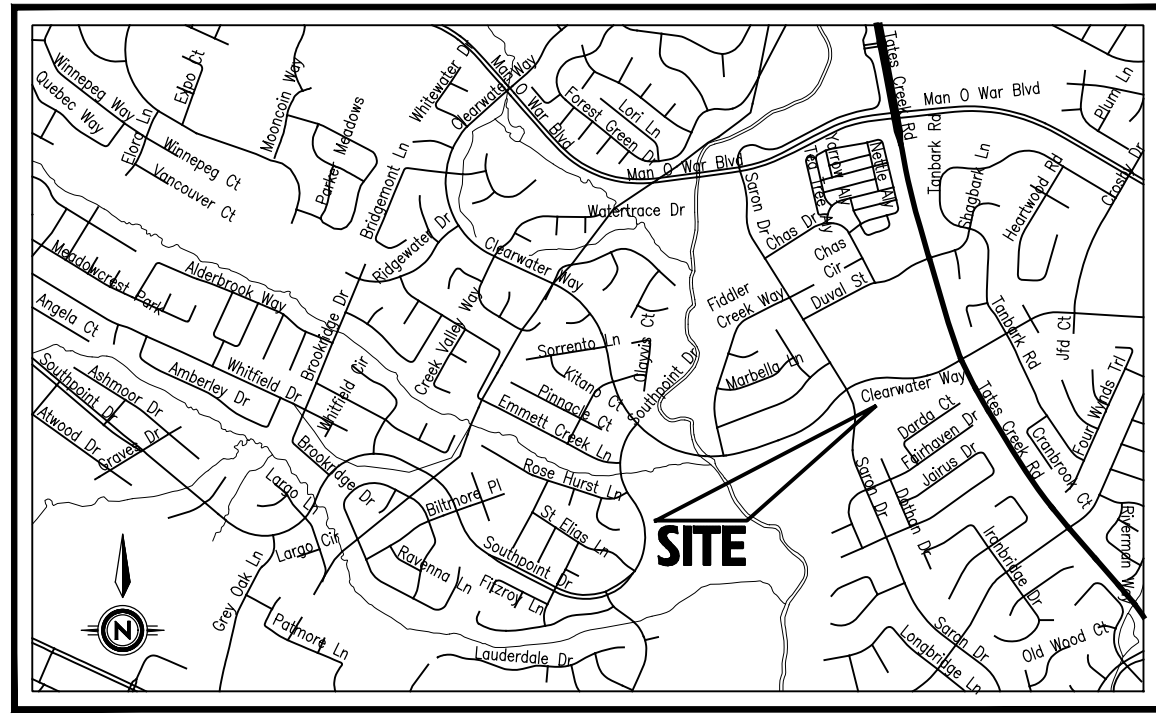 Winnepeg Way
Quebec Way
Expo Ct
Elora Ln
Winnepeg Ct
Vancouver Ct
Mooncoin Way
Parker Meadows
Bridgemont Ln
Whitewater Dr
Clearwater Way
Man O War Blvd
Forest Green Dr
Lori Ln
Man O War Blvd
Tates Creek Rd
Man O War Blvd
Plum Ln
Tanbark Rd
Nettle Aly
Yarrow Aly
Ted Tree Aly
Saron Dr
Chas Dr
Chas
Cir
Duval St
Shagbark Ln
Heartwood Rd
Crosby Dr
Watertrace Dr
Ridgewater Dr
Clearwater Way
Meadowcrest Park
Alderbrook Way
Angela Ct
Brookridge Dr
Creek Valley Way
Fiddler
Creek Way
Tanbark Rd
Jfd Ct
Sorrento Ln
Clayvis Ct
Southpoint Dr
Marbella Ln
Clearwater Way
Tates Creek Rd
Four Wynds Trl
Cranbrook Ct
Kitano Ct
Pinnacle Ct
Emmett Creek Ln
Whitfield Cir
Whitfield Dr
Amberley Dr
Southpoint Dr
Ashmoor Dr
Atwood Dr
Graves Dr
Darda Ct
Fairhaven Dr
Jairus Dr
Saron Dr
Dathan Dr
Brookridge Dr
Rose Hurst Ln
Largo Ln
Biltmore Pl
St Elias Ln
Southpoint Dr
SITE
Iranbridge Dr
Riverman Way
Largo Cir
Grey Oak Ln
Ravenna Ln
Fitzroy Ln
N
Patmore Ln
Lauderdale Dr
Saron Dr
Longbridge Ln
Old Wood Ct